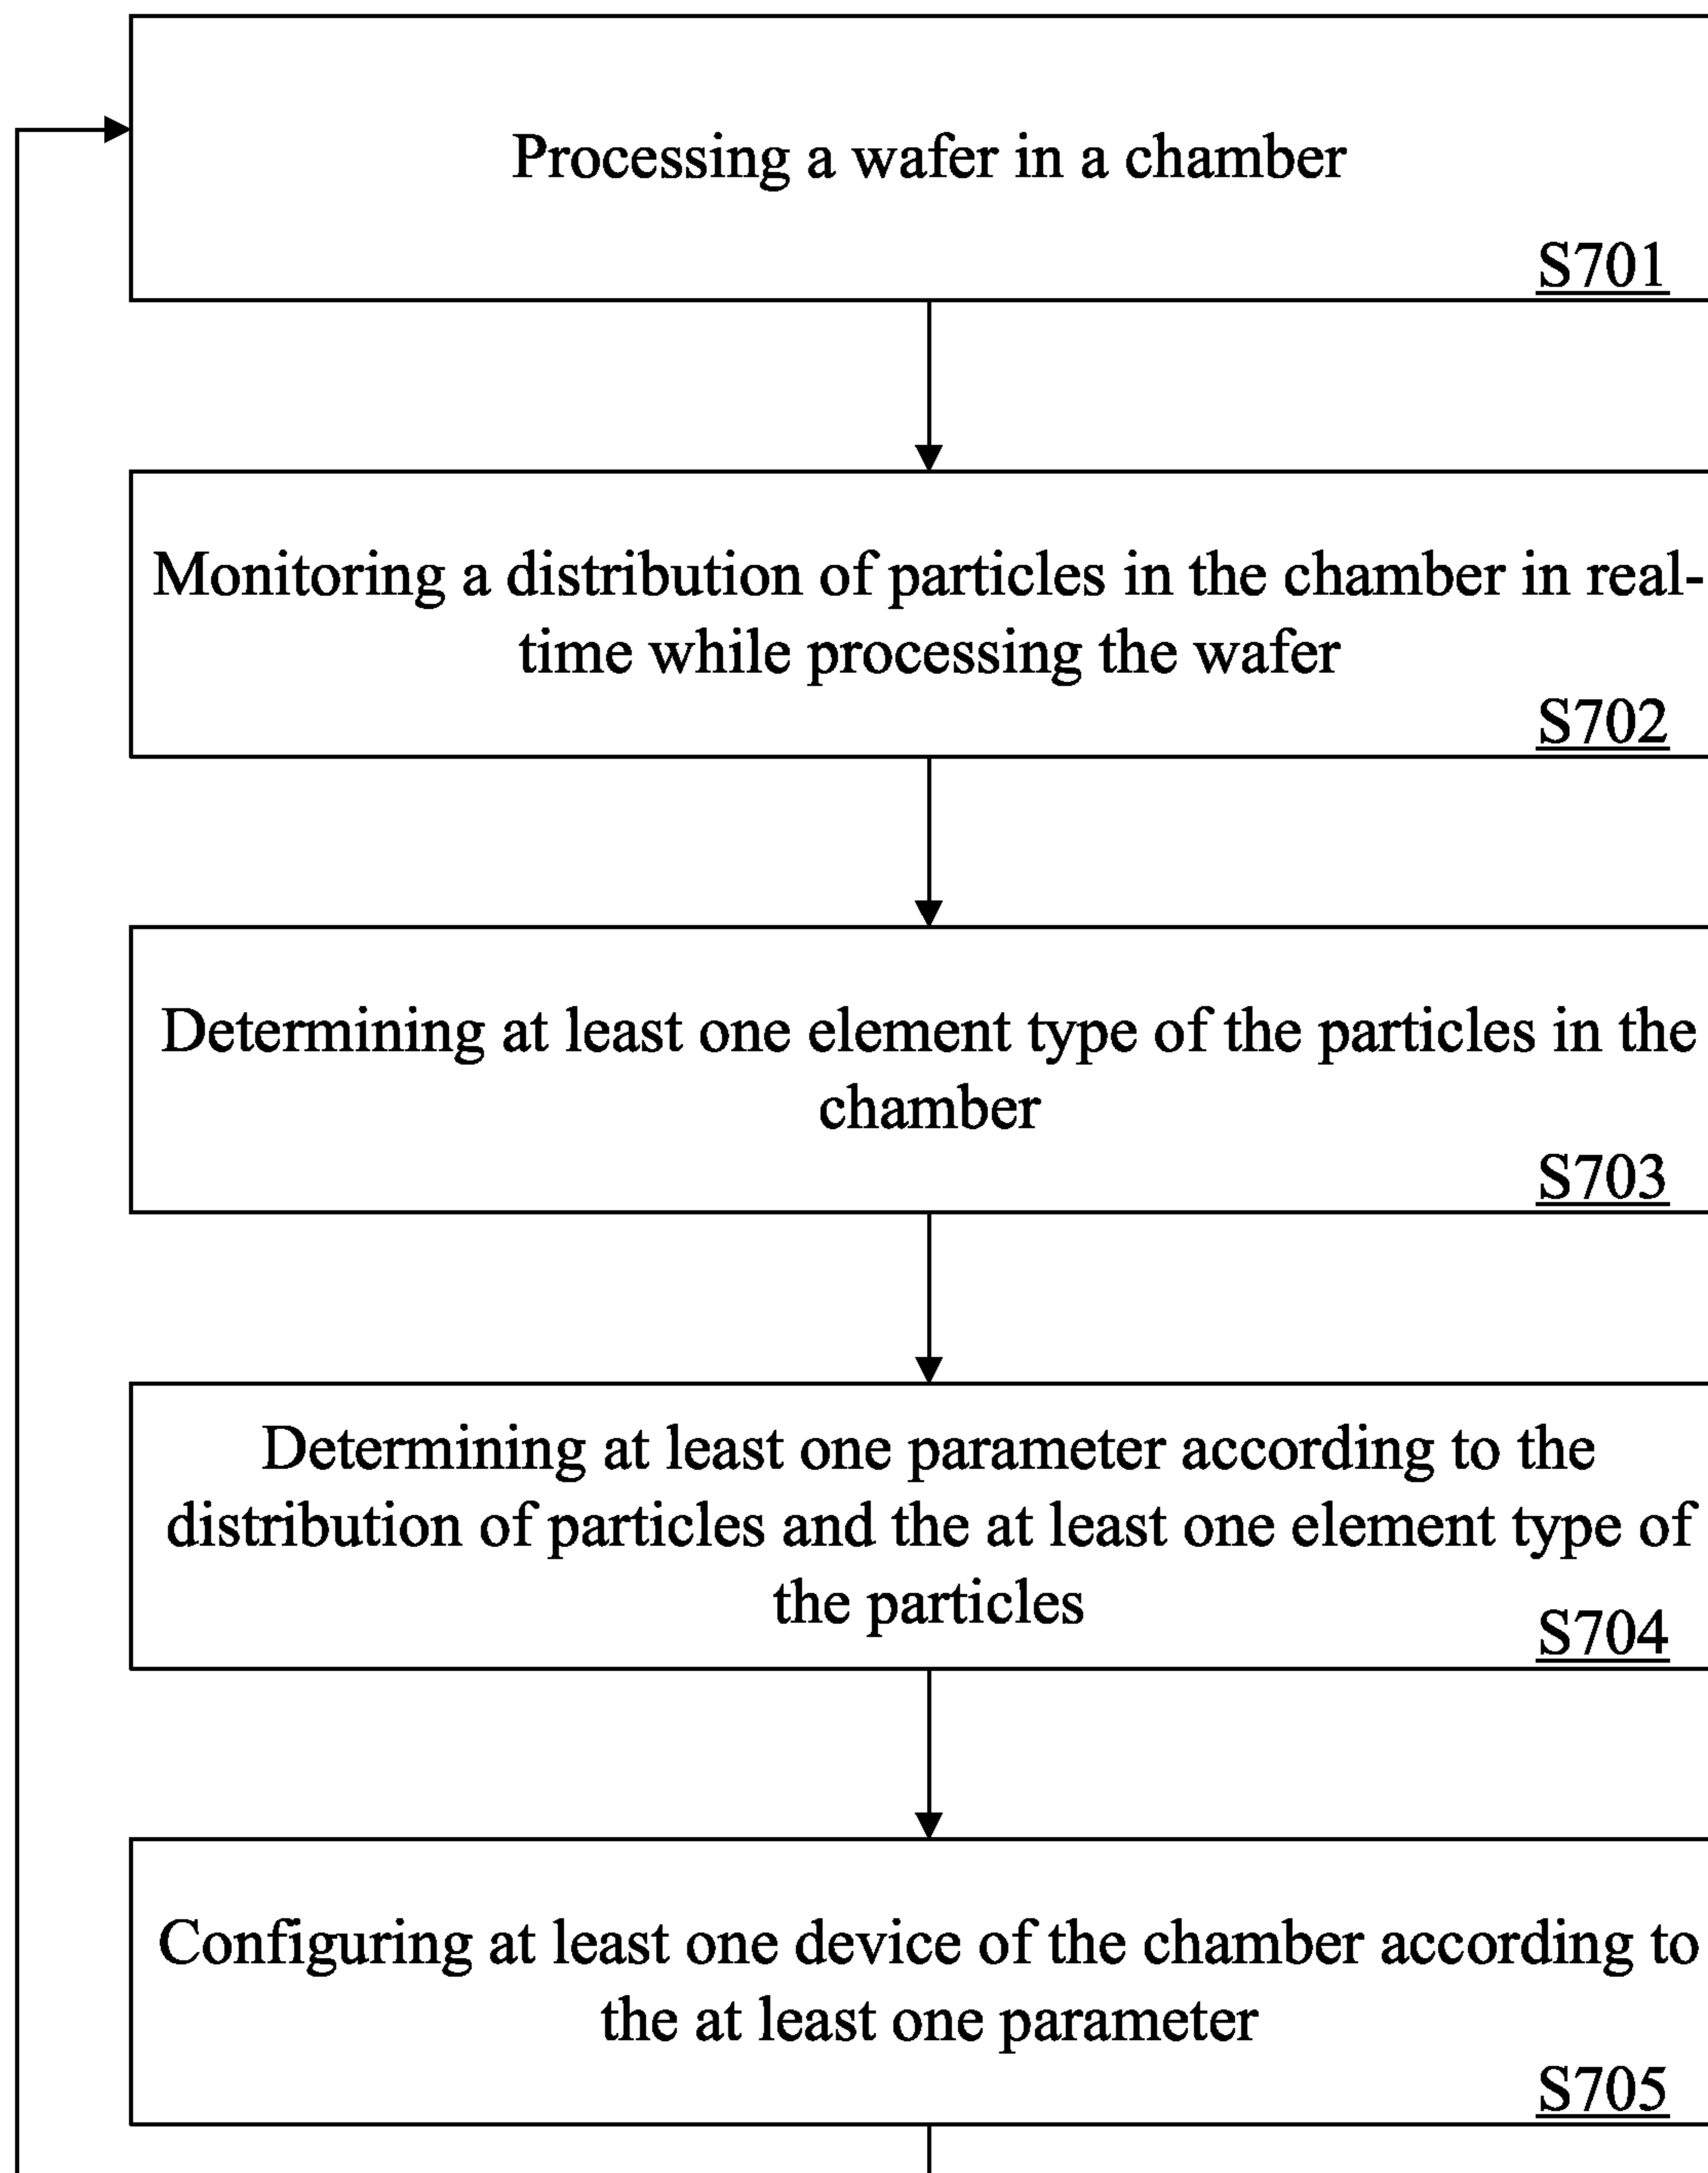 Processing a wafer in a chamber
S701
Monitoring a distribution of particles in the chamber in real-
time while processing the wafer
S702
Determining at least one element type of the particles in the
chamber
S703
Determining at least one parameter according to the
distribution of particles and the at least one element type of
the particles
S704
Configuring at least one device of the chamber according to
the at least one parameter
S705